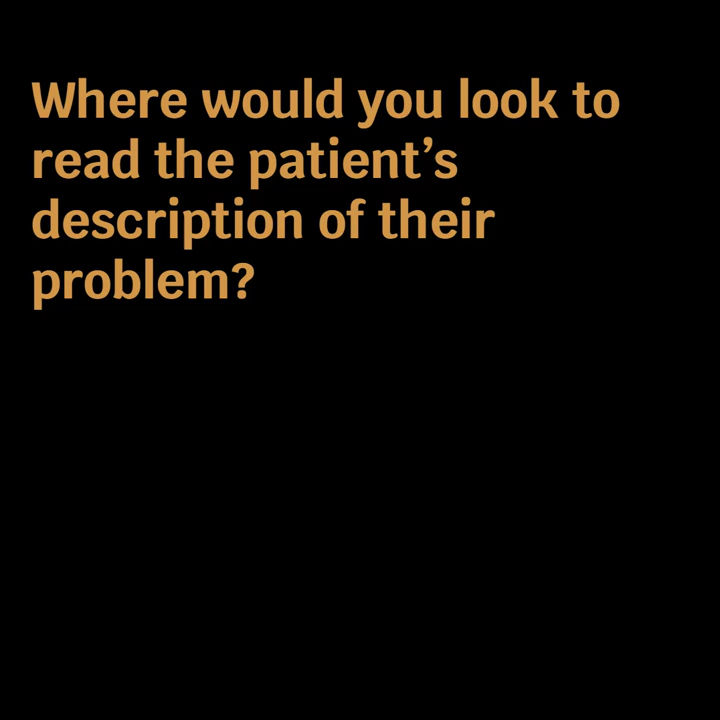 Where would you look to
read the patient’s
description of their
problem?